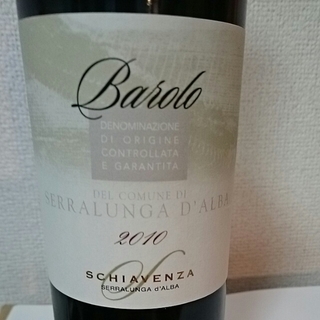 Barolo
DENOMINAZIONE
DI ORIGINE
CONTROLLATA
E GARANTITA
DEL COMUNE DI
SERRALUNGA D'ALBA
2010
S
SCHIAVENZA
SERRALUNGA d'ALBA